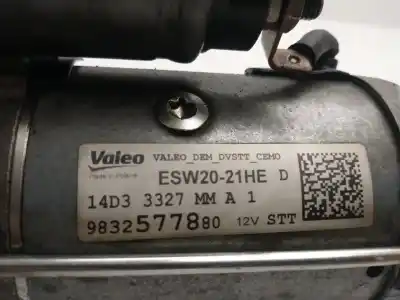 Valeo VALEO_DEM_DVSTT_CEMO
ESW20-21HE D
14D3 3327 MM A 1
9832577880 12V STT